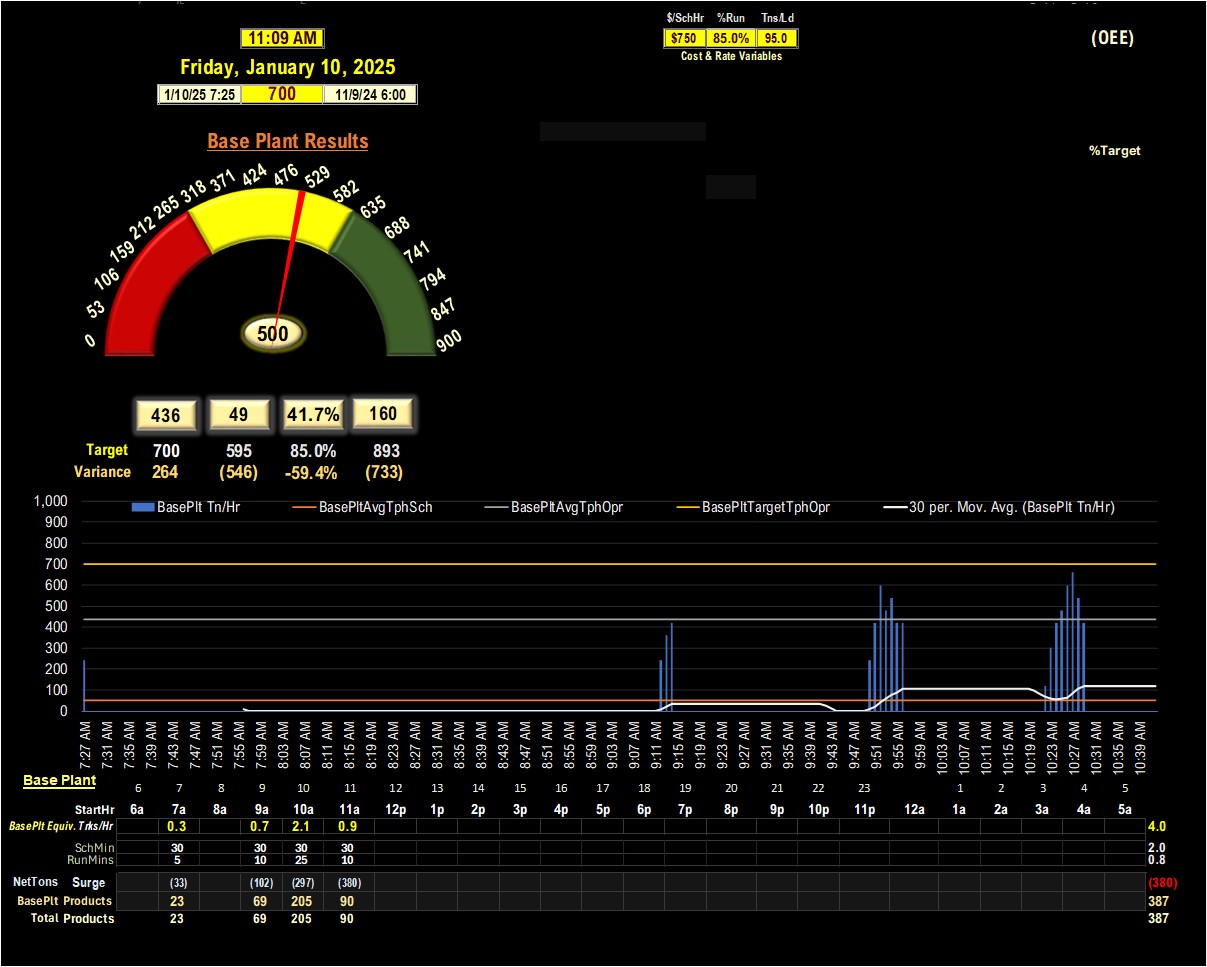 $/SchHr %Run Tns/Ld
11:09 AM
$750 85.0% 95.0
(OEE)
Cost & Rate Variables
Friday, January 10, 2025
1/10/25 7:25 700 11/9/24 6:00
Base Plant Results
%Target
0 53 106 159 212 265 318 371 424 476 529 582 635 688 741 794 847 900
500
436 49 41.7% 160
Target 700 595 85.0% 893
Variance 264 (546) -59.4% (733)
BasePlt Tn/Hr BasePltAvgTphSch BasePltAvgTphOpr BasePltTargetTphOpr 30 per. Mov. Avg. (BasePlt Tn/Hr)
1,000
900
800
700
600
500
400
300
200
100
0
7:27 AM 7:31 AM 7:35 AM 7:39 AM 7:43 AM 7:47 AM 7:51 AM 7:55 AM 7:59 AM 8:03 AM 8:07 AM 8:11 AM 8:15 AM 8:19 AM 8:23 AM 8:27 AM 8:31 AM 8:35 AM 8:39 AM 8:43 AM 8:47 AM 8:51 AM 8:55 AM 8:59 AM 9:03 AM 9:07 AM 9:11 AM 9:15 AM 9:19 AM 9:23 AM 9:27 AM 9:31 AM 9:35 AM 9:39 AM 9:43 AM 9:47 AM 9:51 AM 9:55 AM 9:59 AM 10:03 AM 10:07 AM 10:11 AM 10:19 AM 10:23 AM 10:27 AM 10:31 AM 10:35 AM 10:39 AM
Base Plant
6 7 8 9 10 11 12 13 14 15 16 17 18 19 20 21 22 23 1 2 3 4 5
StartHr 6a 7a 8a 9a 10a 11a 12p 1p 2p 3p 4p 5p 6p 7p 8p 9p 10p 11p 12a 1a 2a 3a 4a 5a
BasePlt Equiv. Trks/Hr 0.3 0.7 2.1 0.9 4.0
SchMin 30 30 30 30 2.0
RunMins 5 10 25 10 0.8
NetTons Surge (33) (102) (297) (380) (380)
BasePlt Products 23 69 205 90 387
Total Products 23 69 205 90 387